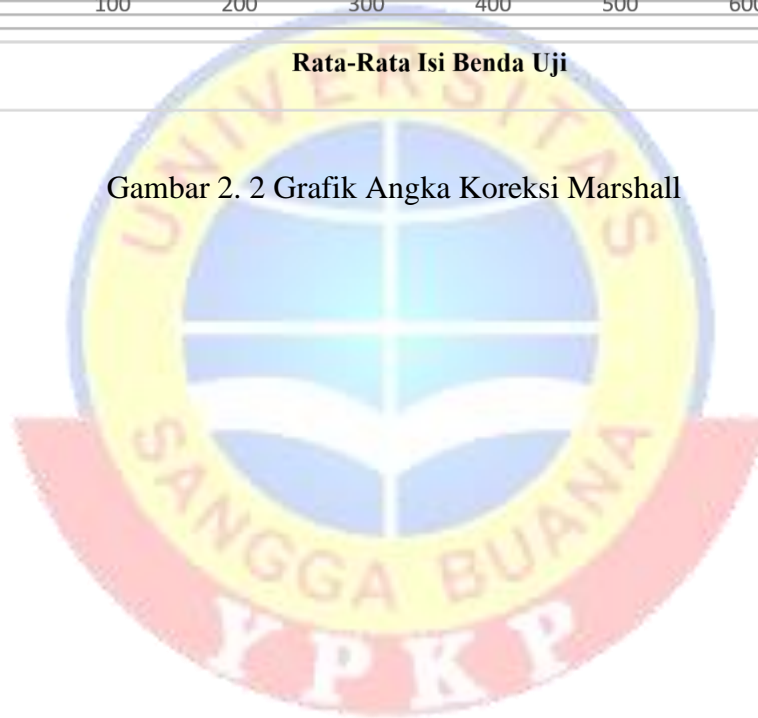 100 200 300 400 500 600
Rata-Rata Isi Benda Uji
Gambar 2. 2 Grafik Angka Koreksi Marshall
UNIVERSITAS
SANGGA BUANA
YPKP